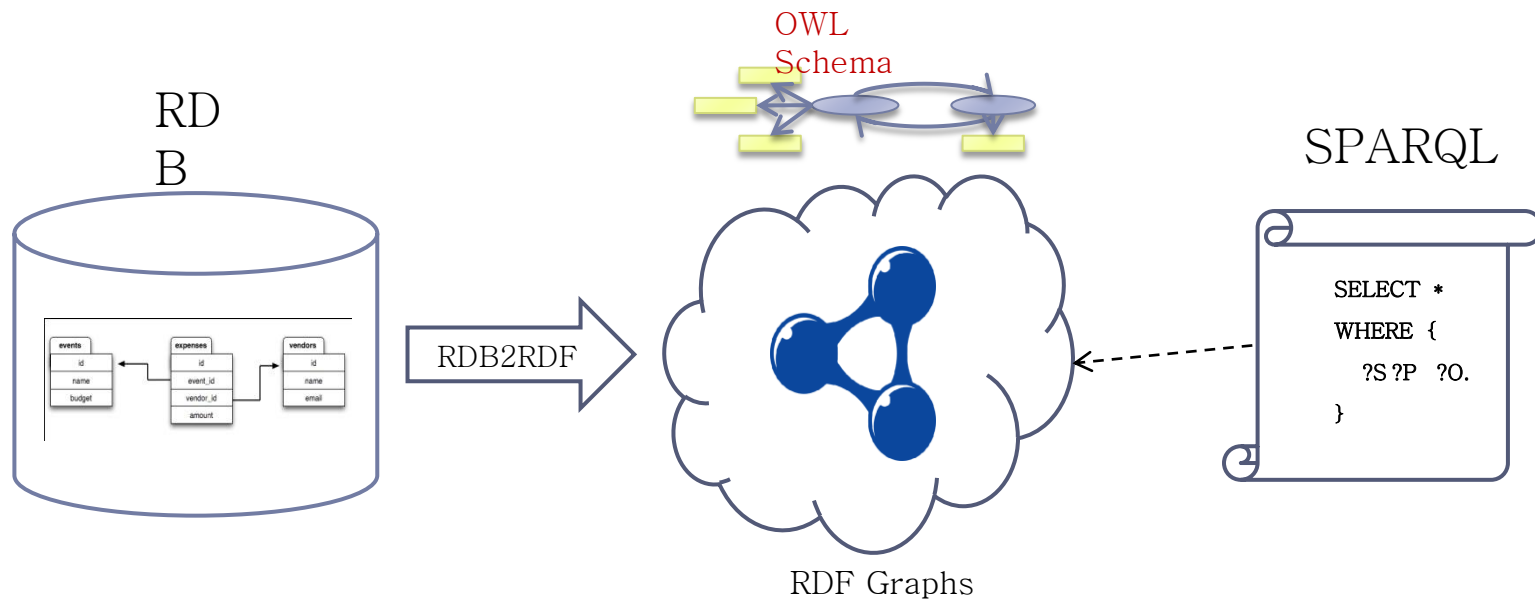 OWL
Schema
RD
B
SPARQL
events
id
name
budget
expenses
id
event_id
vendor_id
amount
vendors
id
name
email
RDB2RDF
SELECT *
WHERE {
?S ?P ?O.
}
RDF Graphs